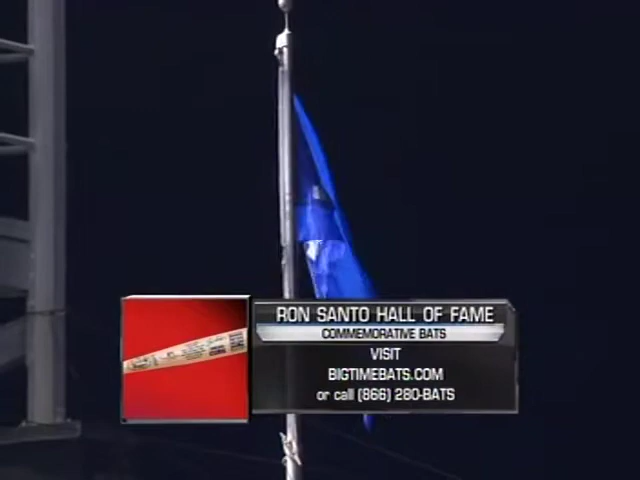 RON SANTO HALL OF FAME
COMMEMORATIVE BATS
VISIT
BIGTIMEBATS.COM
or call (866) 280-BATS